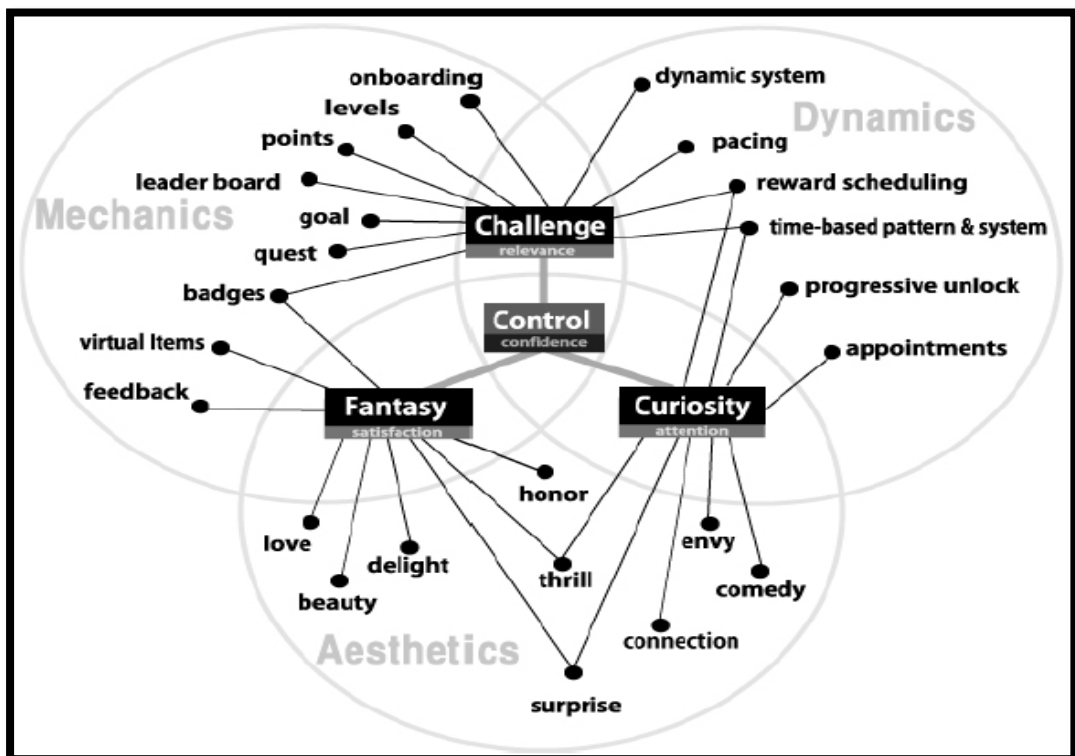 onboarding
dynamic system
levels
Dynamics
points
pacing
leader board
reward scheduling
Mechanics
goal
Challenge
relevance
time-based pattern & system
quest
badges
progressive unlock
Control
confidence
virtual Items
appointments
feedback
Fantasy
satisfaction
Curiosity
attention
honor
love
envy
delight
thrill
comedy
beauty
connection
Aesthetics
surprise